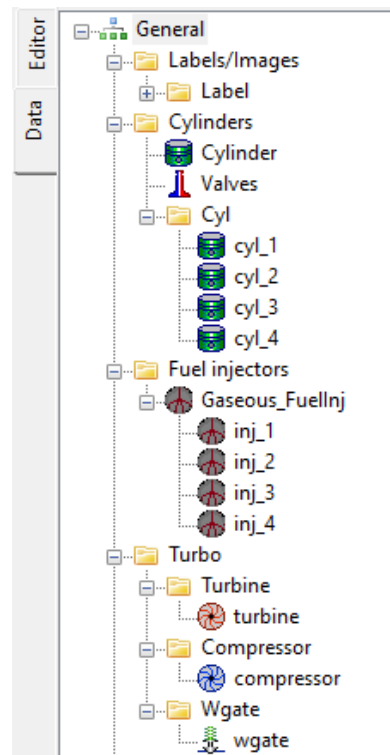 Editor
Data
General
Labels/Images
Label
Cylinders
Cylinder
Valves
Cyl
cyl_1
cyl_2
cyl_3
cyl_4
Fuel injectors
Gaseous_FuelInj
inj_1
inj_2
inj_3
inj_4
Turbo
Turbine
turbine
Compressor
compressor
Wgate
wgate